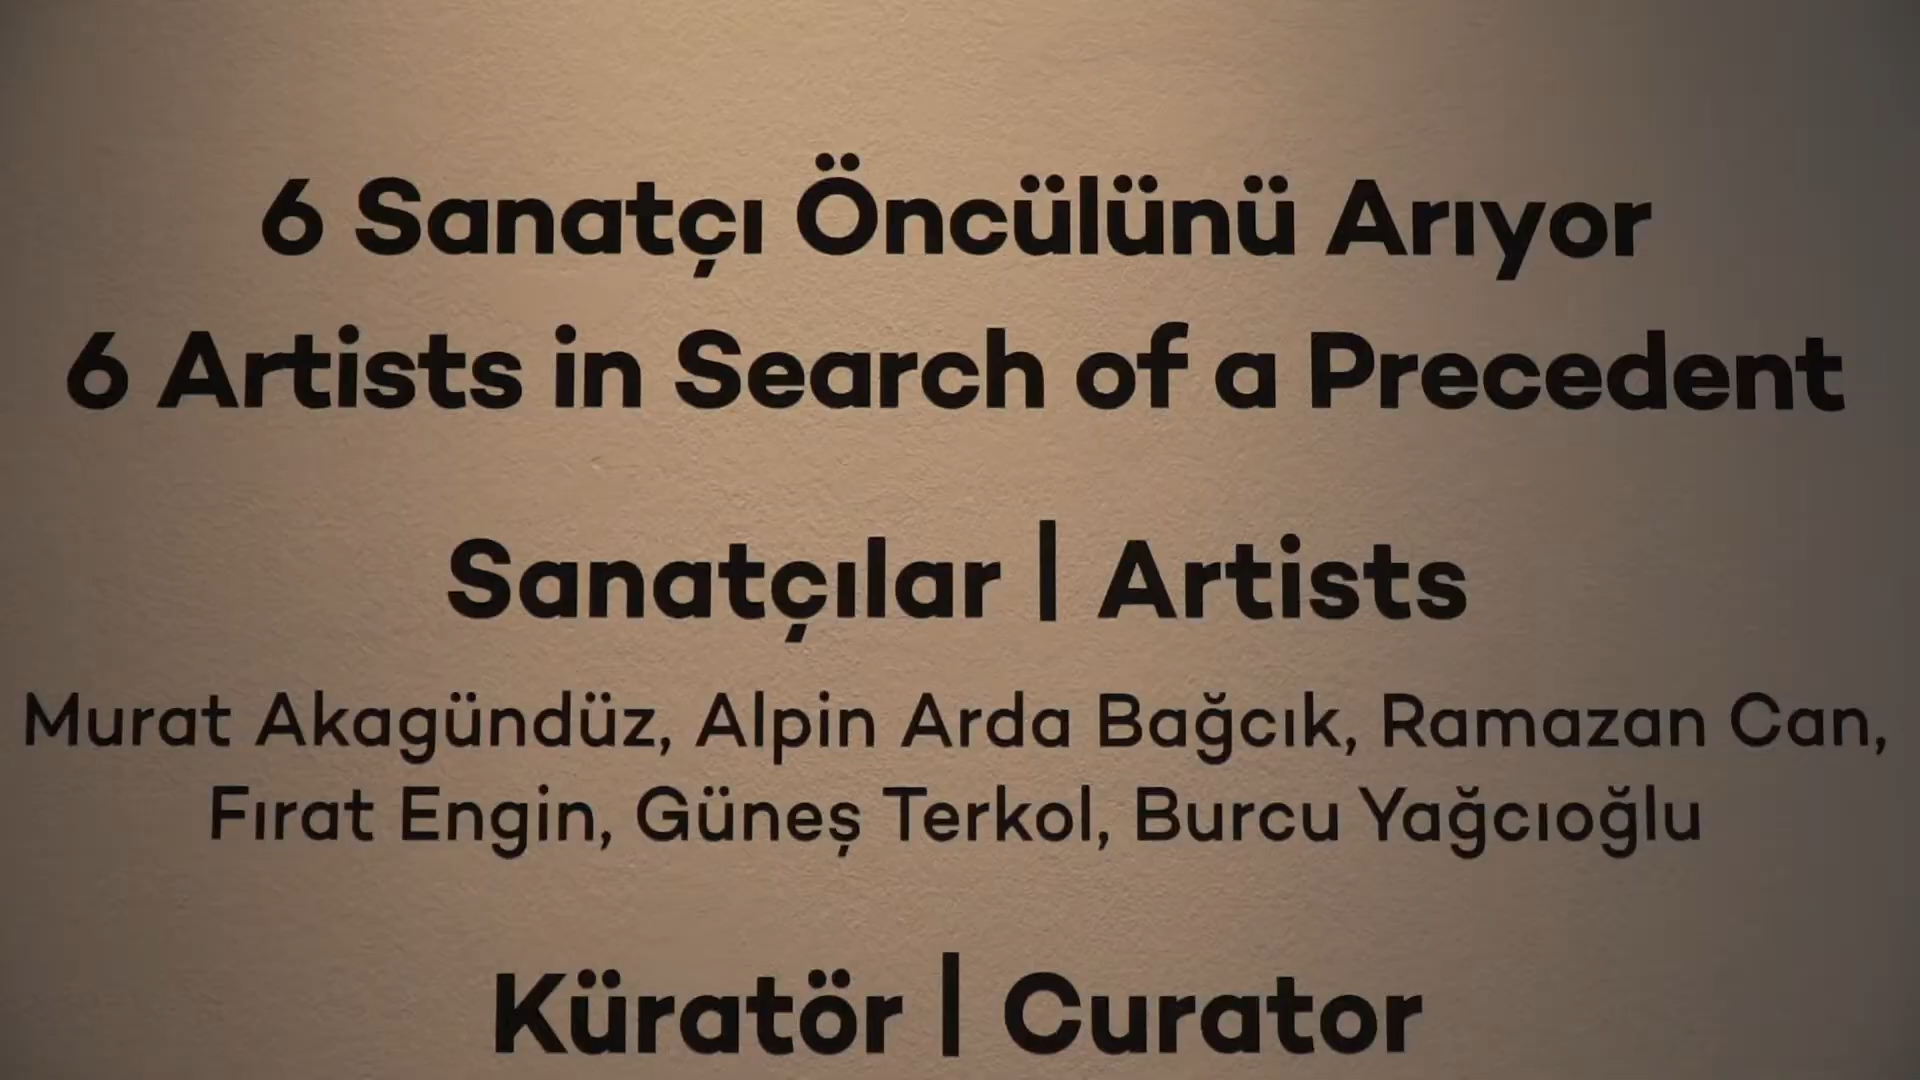 6 Sanatçı Öncülünü Arıyor
6 Artists in Search of a Precedent
Sanatçılar | Artists
Murat Akagündüz, Alpin Arda Bağcık, Ramazan Can,
Fırat Engin, Güneş Terkol, Burcu Yağcıoğlu
Küratör | Curator